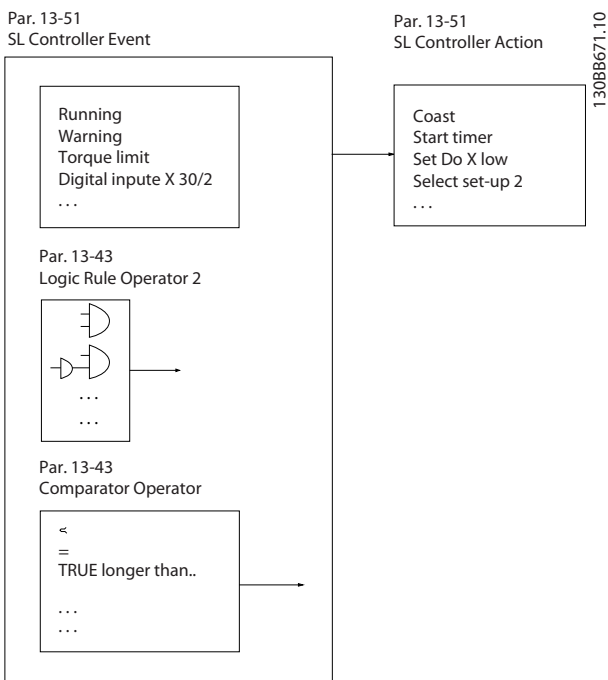 Par. 13-51
SL Controller Event
Par. 13-51
SL Controller Action
130BB671.10
Running
Warning
Torque limit
Digital inpute X 30/2
. . .
Coast
Start timer
Set Do X low
Select set-up 2
. . .
Par. 13-43
Logic Rule Operator 2
. . .
. . .
Par. 13-43
Comparator Operator
<
=
TRUE longer than..
. . .
. . .